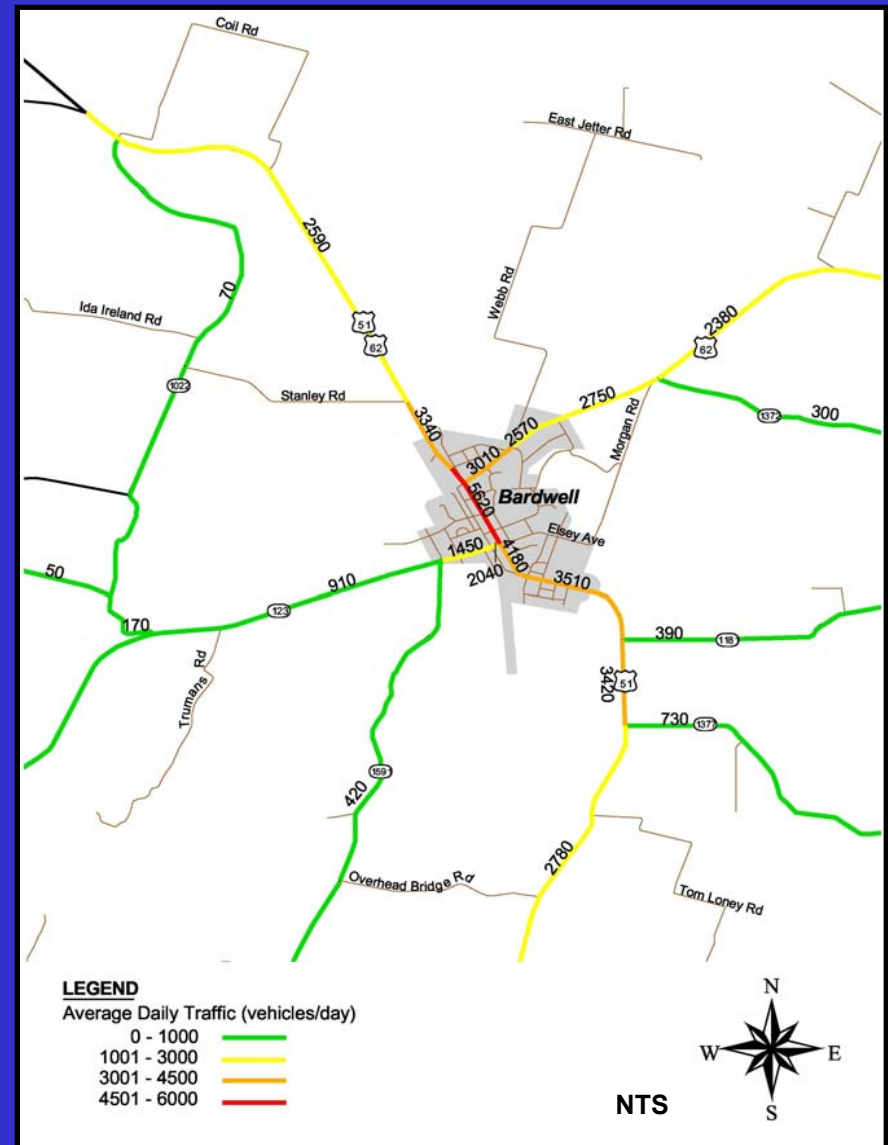 Coil Rd
East Jetter Rd
2590
Webb Rd
70
Ida Ireland Rd
51
62
2380
62
1022
Stanley Rd
2750
1372
300
3340
2570
Morgan Rd
3010
5620
Bardwell
Elsey Ave
1450
4180
2040
3510
50
910
123
170
390
1181
Trumans Rd
3420
51
730
1377
1591
420
2780
Overhead Bridge Rd
Tom Loney Rd
LEGEND
Average Daily Traffic (vehicles/day)
0 - 1000
1001 - 3000
3001 - 4500
4501 - 6000
N
W
E
S
NTS